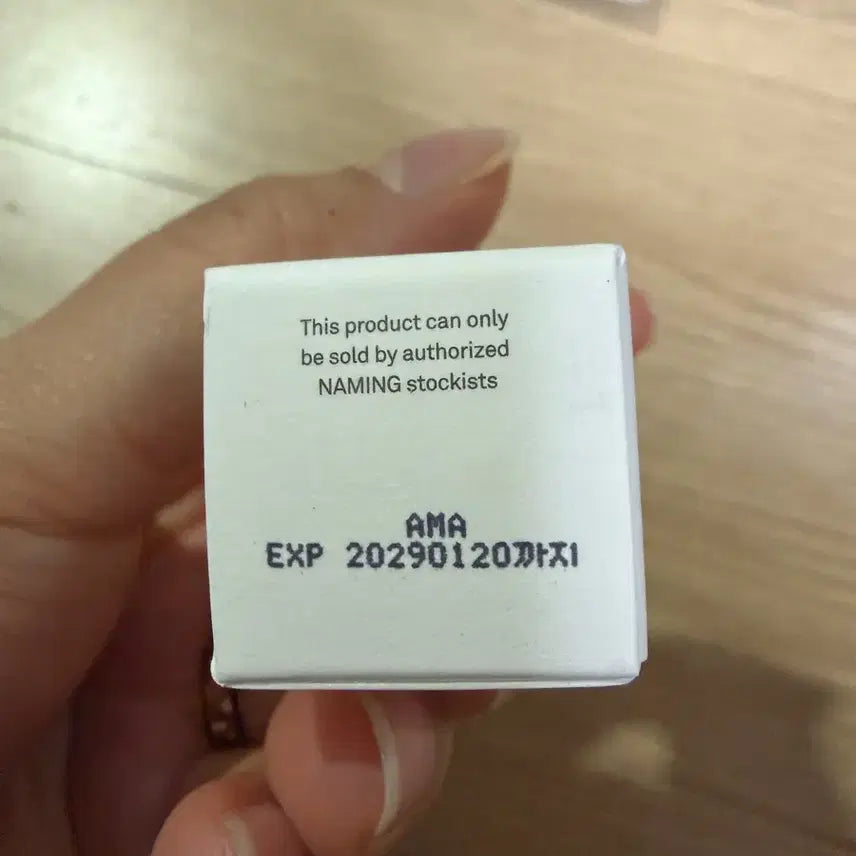 This product can only
be sold by authorized
NAMING stockists
AMA
EXP 20290120까지